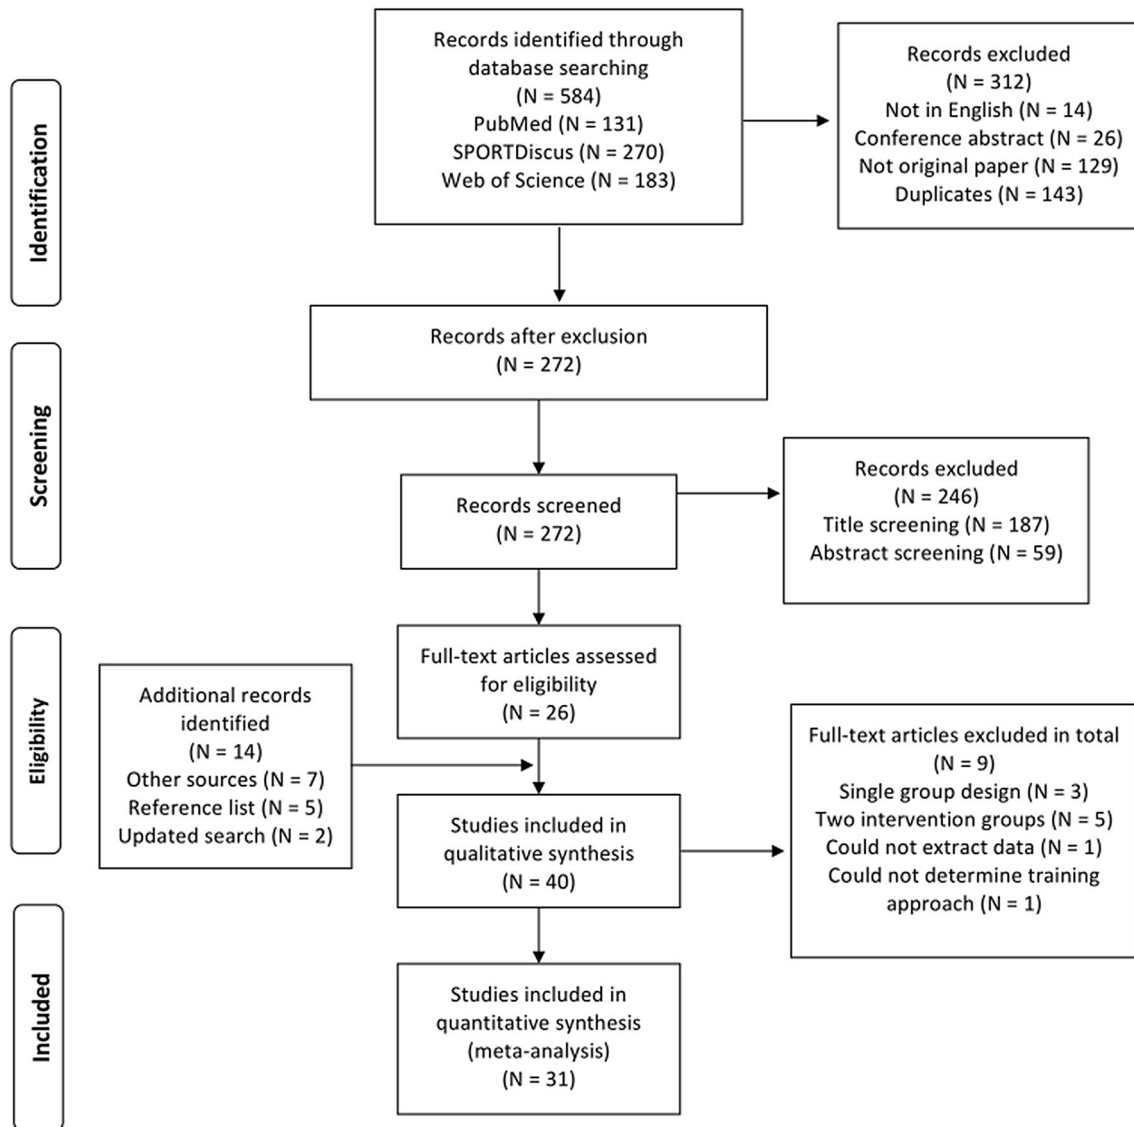 Identification
Records identified through
database searching
(N = 584)
PubMed (N = 131)
SPORTDiscus (N = 270)
Web of Science (N = 183)
Records excluded
(N = 312)
Not in English (N = 14)
Conference abstract (N = 26)
Not original paper (N = 129)
Duplicates (N = 143)
Records after exclusion
(N = 272)
Screening
Records screened
(N = 272)
Records excluded
(N = 246)
Title screening (N = 187)
Abstract screening (N = 59)
Eligibility
Full-text articles assessed
for eligibility
(N = 26)
Additional records
identified
(N = 14)
Other sources (N = 7)
Reference list (N = 5)
Updated search (N = 2)
Studies included in
qualitative synthesis
(N = 40)
Full-text articles excluded in total
(N = 9)
Single group design (N = 3)
Two intervention groups (N = 5)
Could not extract data (N = 1)
Could not determine training
approach (N = 1)
Included
Studies included in
quantitative synthesis
(meta-analysis)
(N = 31)